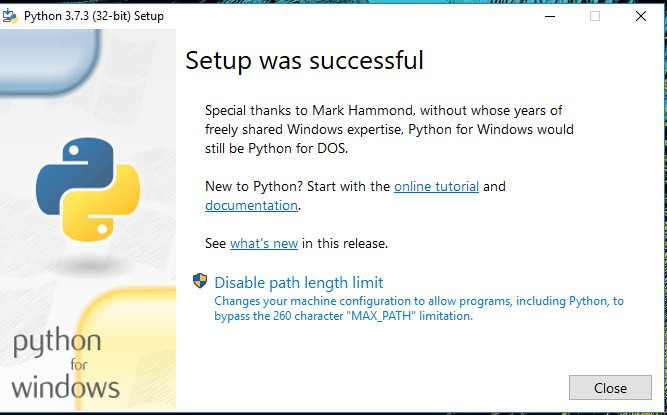 Python 3.7.3 (32-bit) Setup
Setup was successful
Special thanks to Mark Hammond, without whose years of
freely shared Windows expertise, Python for Windows would
still be Python for DOS.
New to Python? Start with the online tutorial and
documentation.
See what's new in this release.
Disable path length limit
Changes your machine configuration to allow programs, including Python, to
bypass the 260 character "MAX_PATH" limitation.
python
for
windows
Close